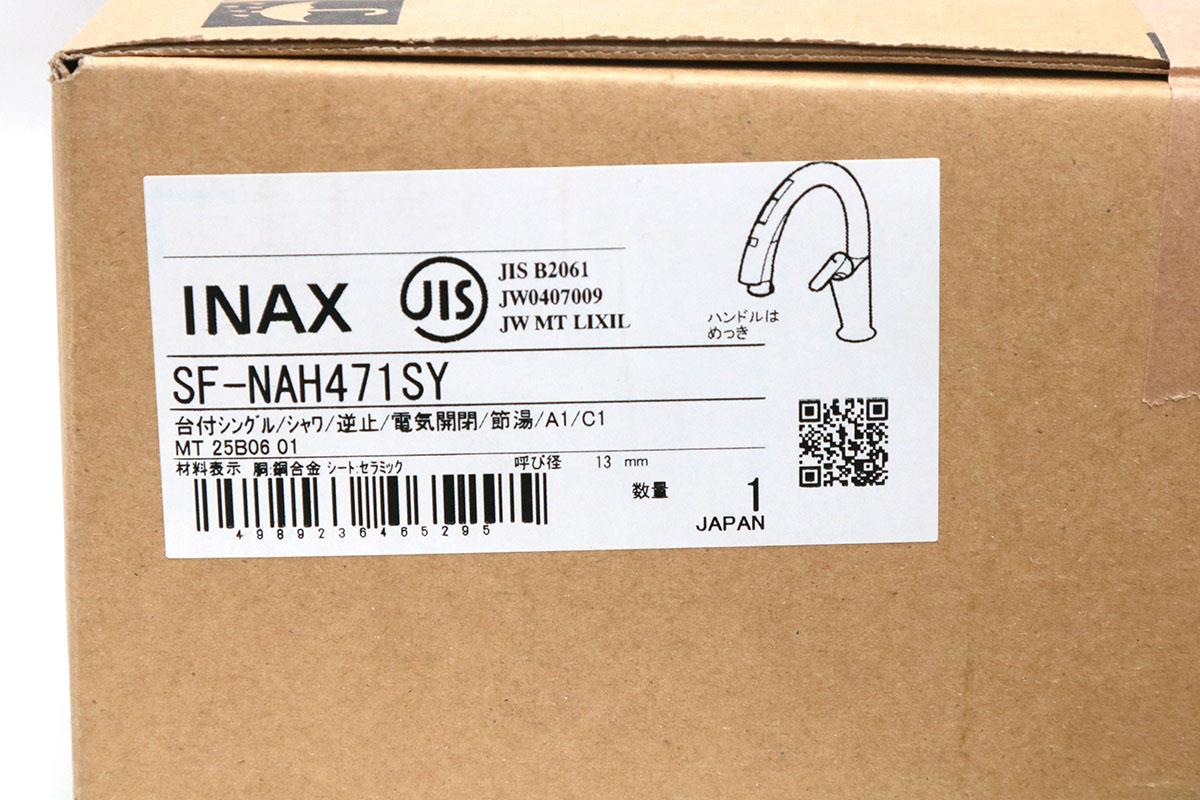 INAX
JIS
JIS B2061
JW0407009
JW MT LIXIL
ハンドルは
めっき
SF-NAH471SY
台付シングル/シャワ/逆止/電気開閉/節湯/A1/C1
MT 25B06 01
材料表示 胴:銅合金 シート:セラミック 呼び径 13 mm
数量 1
4989236465295
JAPAN